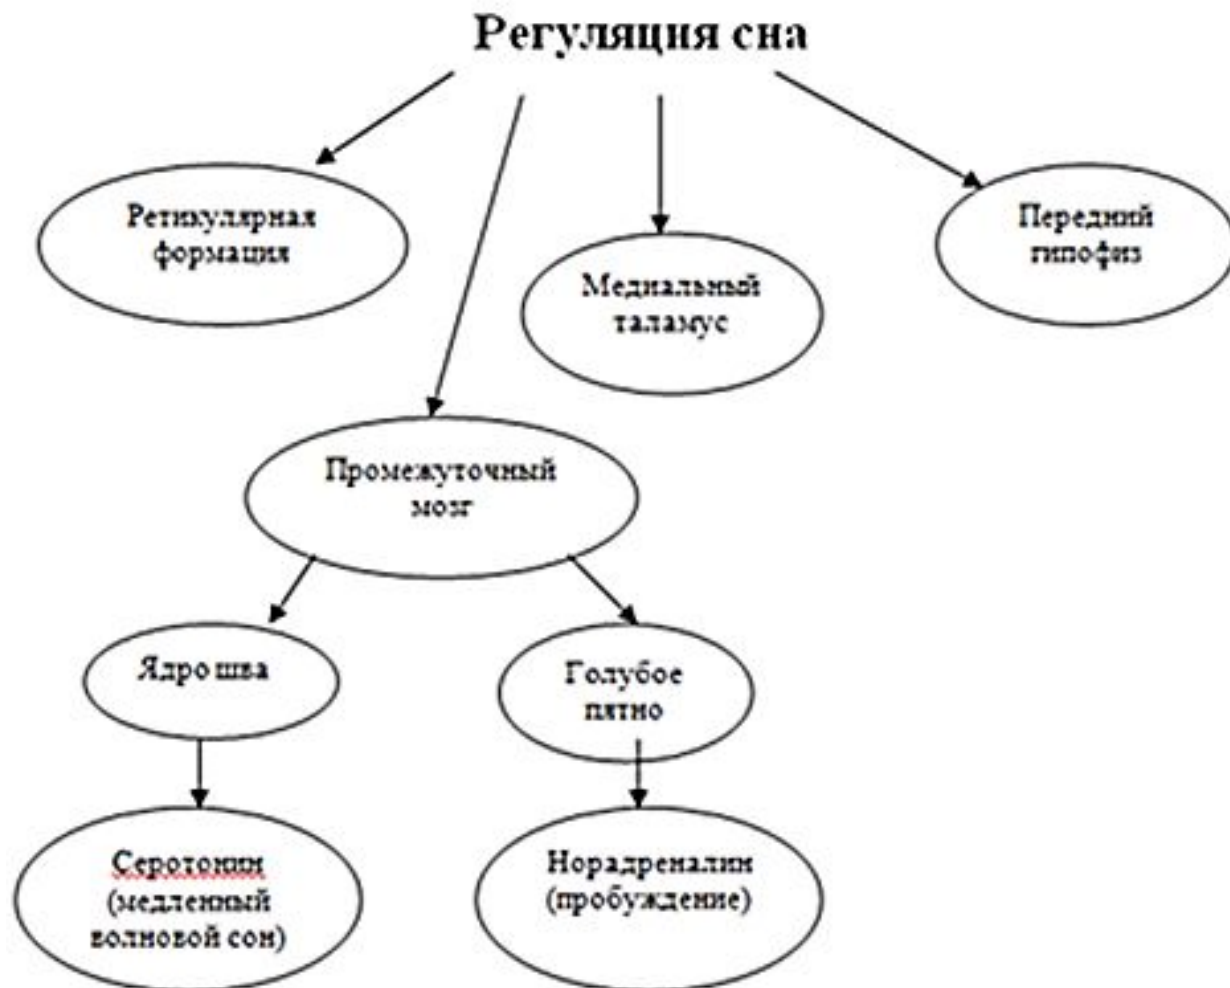 Регуляция сна
Ретикулярная
формация
Медиальный
таламус
Передний
гипофиз
Промежуточный
мозг
Ядро шва
Голубое
пятно
Серотонин
(медленный
волновой сон)
Норадреналин
(пробуждение)